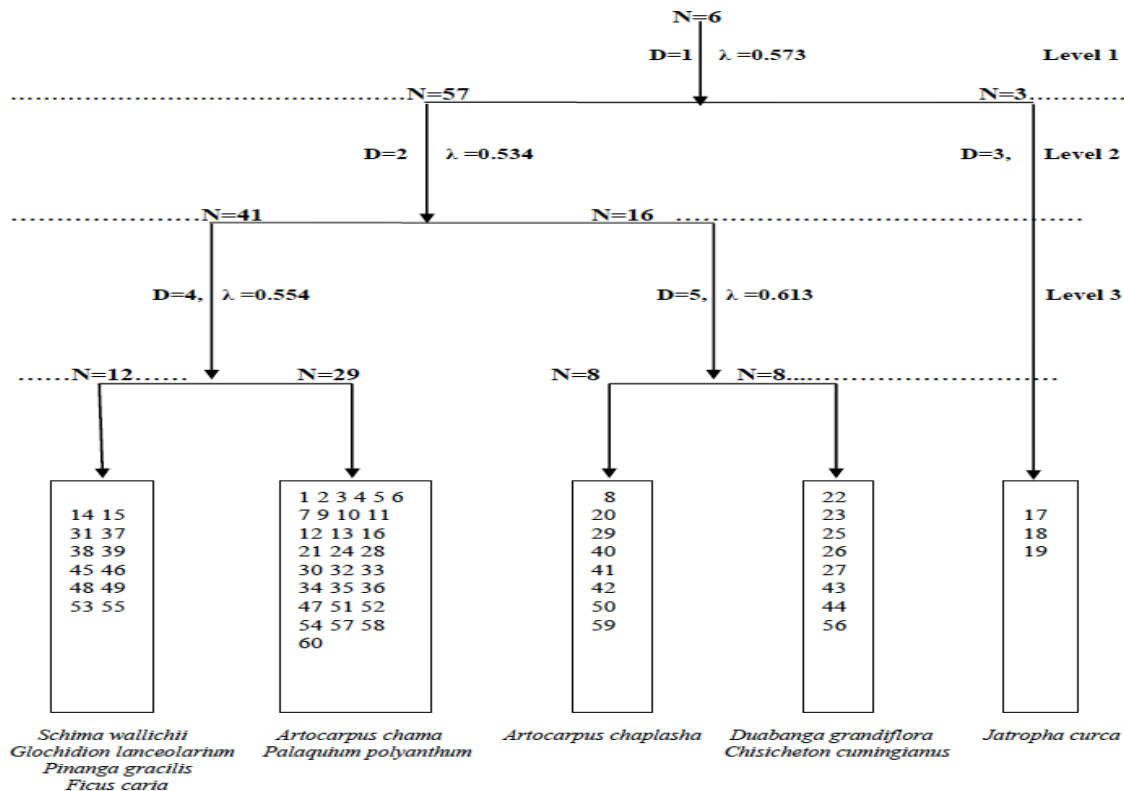 N=6
D=1 λ =0.573 Level 1
N=57 N=3
D=2 λ =0.534 D=3, Level 2
N=41 N=16
D=4, λ =0.554 D=5, λ =0.613 Level 3
N=12 N=29 N=8 N=8
14 15
31 37
38 39
45 46
48 49
53 55
1 2 3 4 5 6
7 9 10 11
12 13 16
21 24 28
30 32 33
34 35 36
47 51 52
54 57 58
60
8
20
29
40
41
42
50
59
22
23
25
26
27
43
44
56
17
18
19
Schima wallichii
Glochidion lanceolarium
Pinanga gracilis
Ficus caria
Artocarpus chama
Palaquium polyanthum
Artocarpus chaplasha
Duabanga grandiflora
Chisicheton cumingianus
Jatropha curca